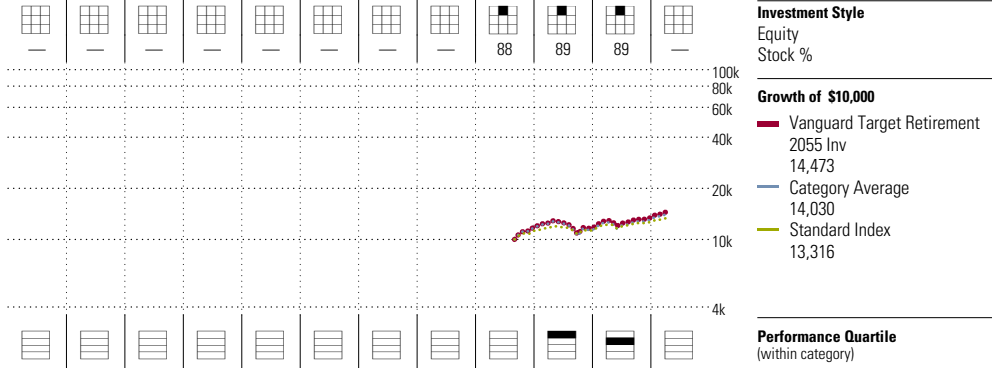 — — — — — — — — 88 89 89 —
100k
80k
60k
40k
20k
10k
4k
Investment Style
Equity
Stock %
Growth of $10,000
Vanguard Target Retirement
2055 Inv
14,473
Category Average
14,030
Standard Index
13,316
Performance Quartile
(within category)